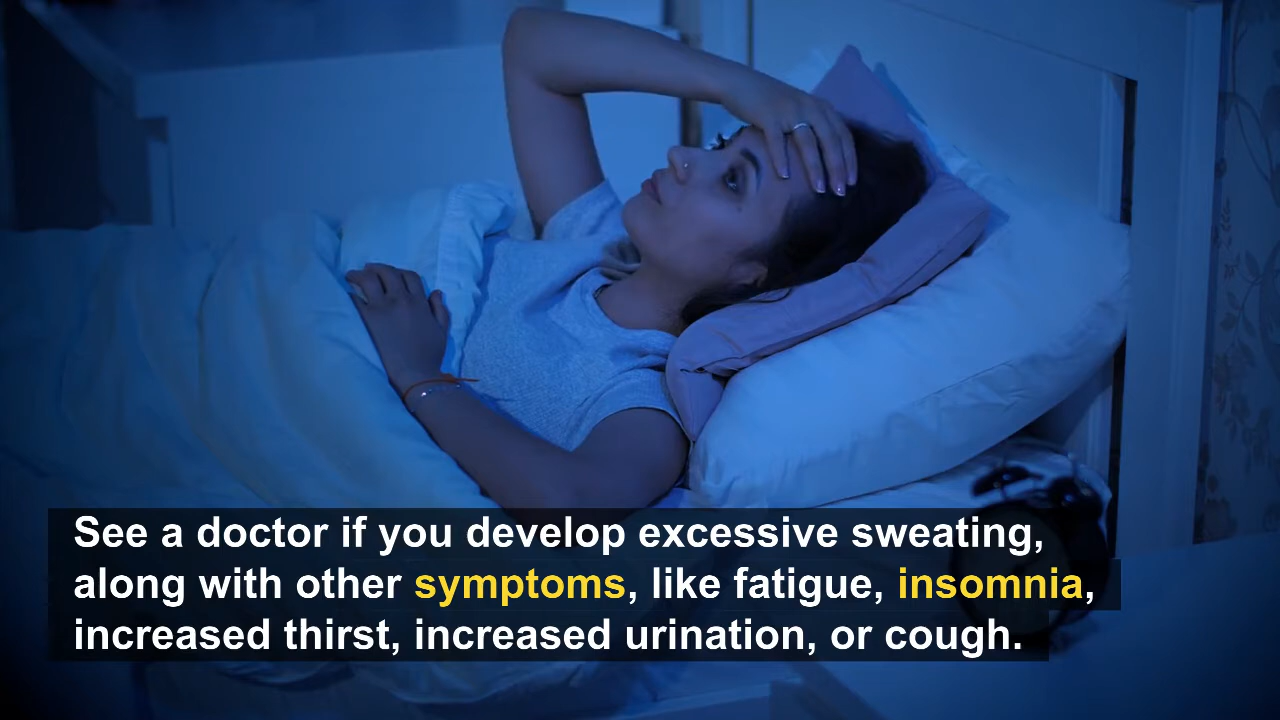 See a doctor if you develop excessive sweating,
along with other symptoms, like fatigue, insomnia,
increased thirst, increased urination, or cough.